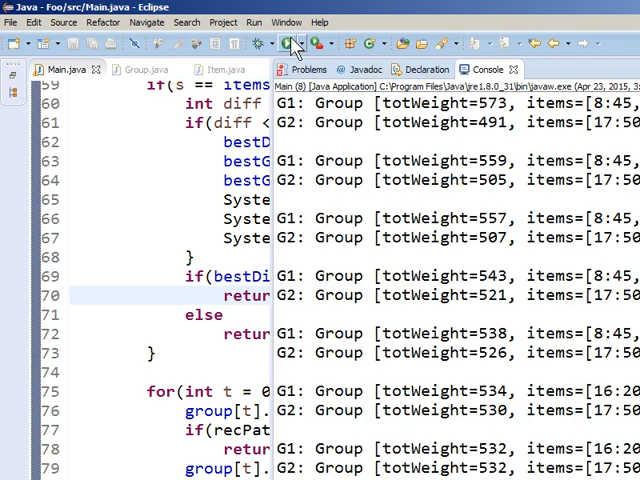 Java - Foo/src/Main.java - Eclipse
File Edit Source Refactor Navigate Search Project Run Window Help
Main.java Group.java Item.java
Problems @ Javadoc Declaration Console
Main (8) [Java Application] C:\Program Files\Java\jre1.8.0_31\bin\javaw.exe (Apr 23, 2015, 3:
59 if(s == items
60 int diff
61 if(diff <
62 bestD
63 bestG
64 bestG
65 Syste
66 Syste
67 Syste
68 }
69 if(bestDi
70 retur
71 else
72 retur
73 }
75 for(int t = 0
76 group[t].
77 if(recPat
78 retur
79 group[t].
G1: Group [totWeight=573, items=[8:45,
G2: Group [totWeight=491, items=[17:50
G1: Group [totWeight=559, items=[8:45,
G2: Group [totWeight=505, items=[17:50
G1: Group [totWeight=557, items=[8:45,
G2: Group [totWeight=507, items=[17:50
G1: Group [totWeight=543, items=[8:45,
G2: Group [totWeight=521, items=[17:50
G1: Group [totWeight=538, items=[8:45,
G2: Group [totWeight=526, items=[17:50
G1: Group [totWeight=534, items=[16:20
G2: Group [totWeight=530, items=[17:50
G1: Group [totWeight=532, items=[16:20
G2: Group [totWeight=532, items=[17:50